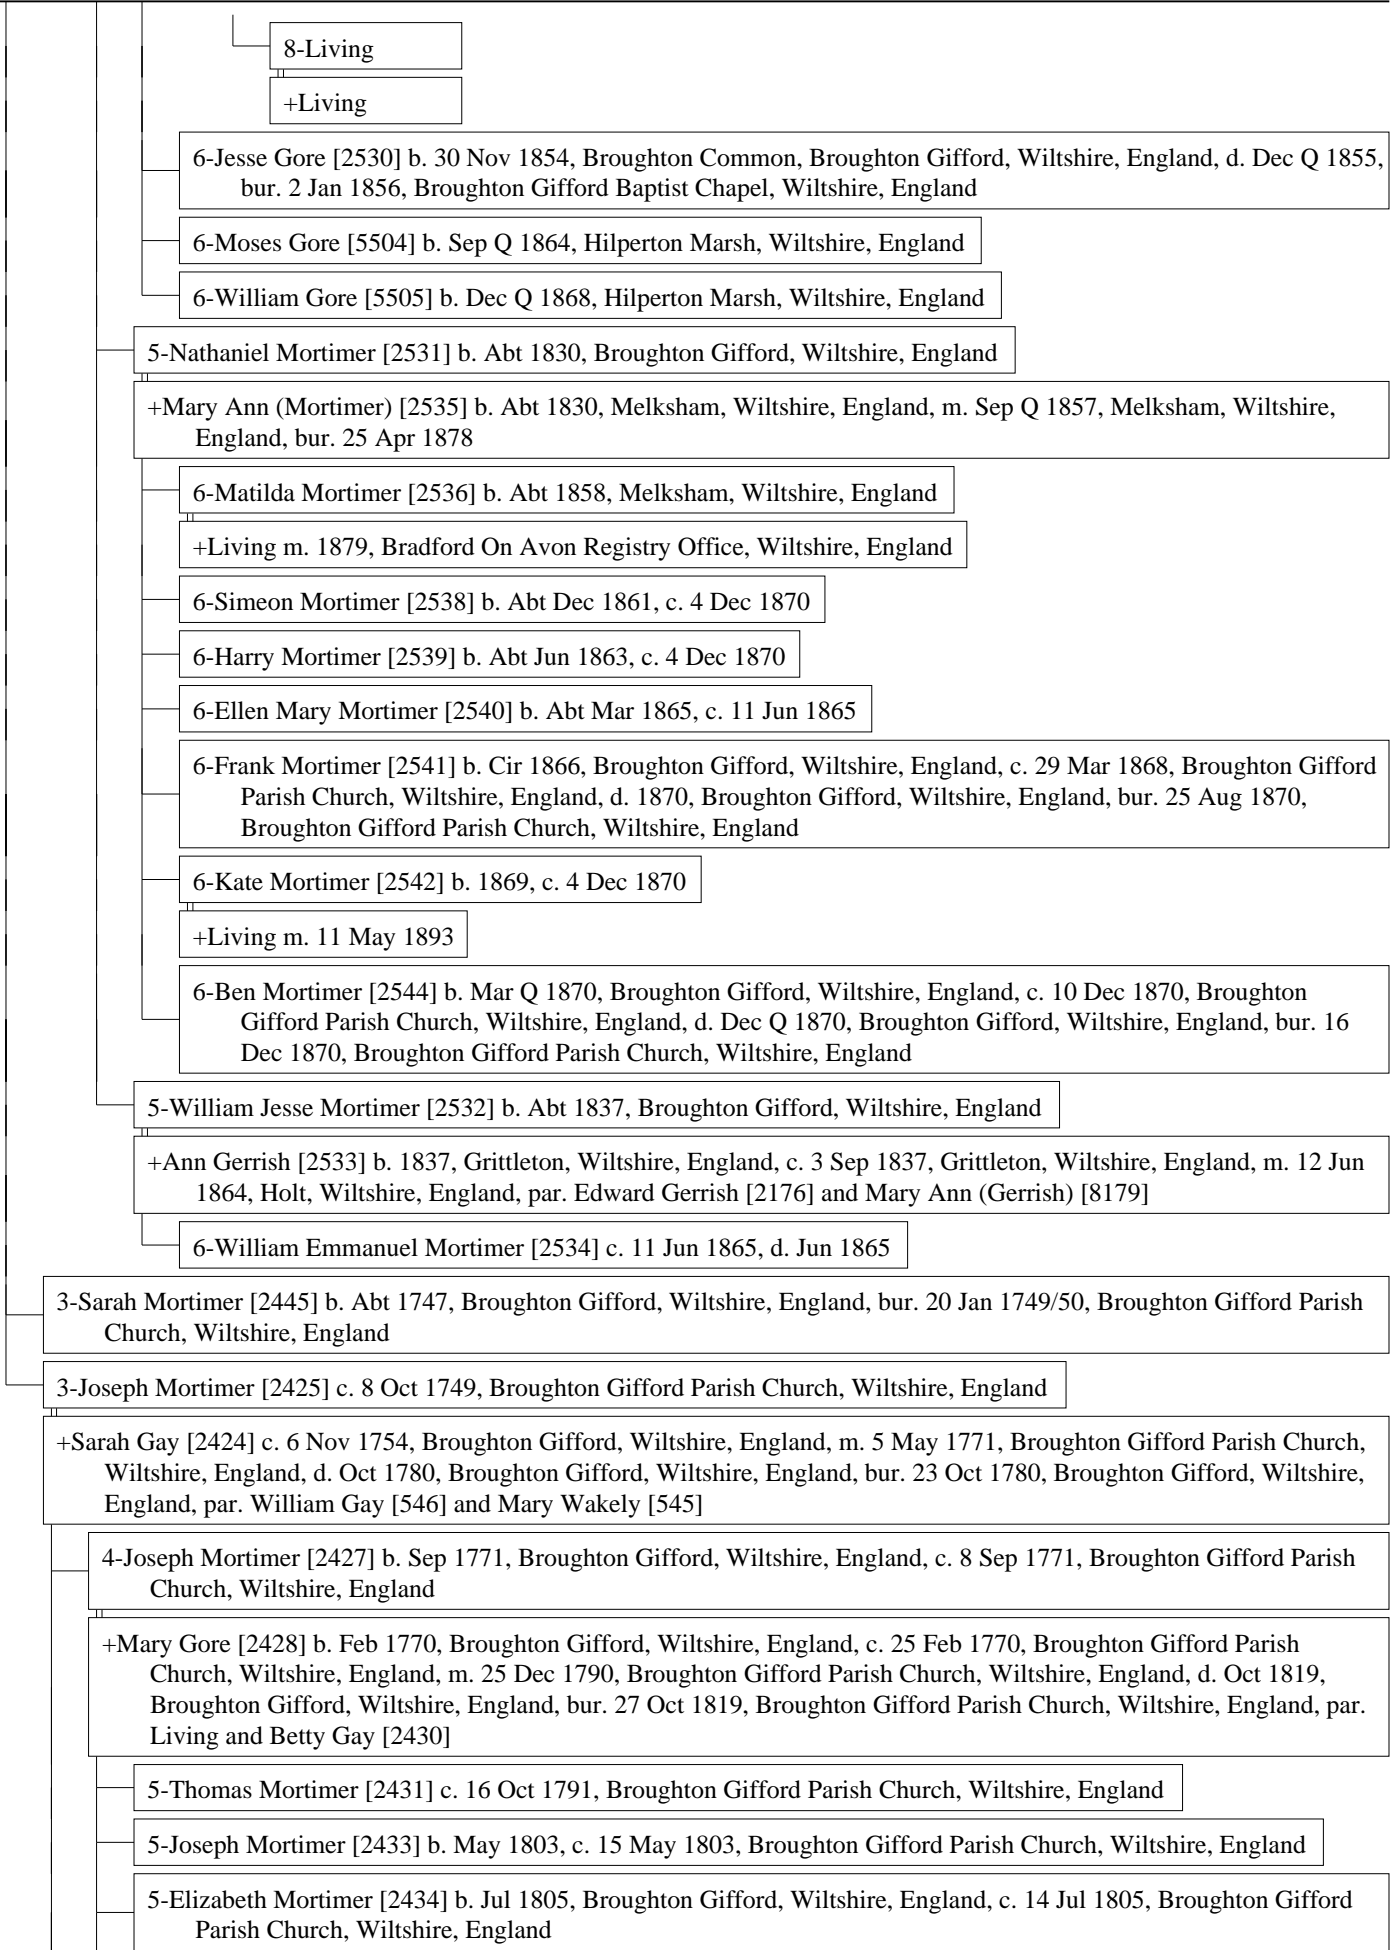 8-Living
+Living
6-Jesse Gore [2530] b. 30 Nov 1854, Broughton Common, Broughton Gifford, Wiltshire, England, d. Dec Q 1855,
bur. 2 Jan 1856, Broughton Gifford Baptist Chapel, Wiltshire, England
6-Moses Gore [5504] b. Sep Q 1864, Hilperton Marsh, Wiltshire, England
6-William Gore [5505] b. Dec Q 1868, Hilperton Marsh, Wiltshire, England
5-Nathaniel Mortimer [2531] b. Abt 1830, Broughton Gifford, Wiltshire, England
+Mary Ann (Mortimer) [2535] b. Abt 1830, Melksham, Wiltshire, England, m. Sep Q 1857, Melksham, Wiltshire,
England, bur. 25 Apr 1878
6-Matilda Mortimer [2536] b. Abt 1858, Melksham, Wiltshire, England
+Living m. 1879, Bradford On Avon Registry Office, Wiltshire, England
6-Simeon Mortimer [2538] b. Abt Dec 1861, c. 4 Dec 1870
6-Harry Mortimer [2539] b. Abt Jun 1863, c. 4 Dec 1870
6-Ellen Mary Mortimer [2540] b. Abt Mar 1865, c. 11 Jun 1865
6-Frank Mortimer [2541] b. Cir 1866, Broughton Gifford, Wiltshire, England, c. 29 Mar 1868, Broughton Gifford
Parish Church, Wiltshire, England, d. 1870, Broughton Gifford, Wiltshire, England, bur. 25 Aug 1870,
Broughton Gifford Parish Church, Wiltshire, England
6-Kate Mortimer [2542] b. 1869, c. 4 Dec 1870
+Living m. 11 May 1893
6-Ben Mortimer [2544] b. Mar Q 1870, Broughton Gifford, Wiltshire, England, c. 10 Dec 1870, Broughton
Gifford Parish Church, Wiltshire, England, d. Dec Q 1870, Broughton Gifford, Wiltshire, England, bur. 16
Dec 1870, Broughton Gifford Parish Church, Wiltshire, England
5-William Jesse Mortimer [2532] b. Abt 1837, Broughton Gifford, Wiltshire, England
+Ann Gerrish [2533] b. 1837, Grittleton, Wiltshire, England, c. 3 Sep 1837, Grittleton, Wiltshire, England, m. 12 Jun
1864, Holt, Wiltshire, England, par. Edward Gerrish [2176] and Mary Ann (Gerrish) [8179]
6-William Emmanuel Mortimer [2534] c. 11 Jun 1865, d. Jun 1865
3-Sarah Mortimer [2445] b. Abt 1747, Broughton Gifford, Wiltshire, England, bur. 20 Jan 1749/50, Broughton Gifford Parish
Church, Wiltshire, England
3-Joseph Mortimer [2425] c. 8 Oct 1749, Broughton Gifford Parish Church, Wiltshire, England
+Sarah Gay [2424] c. 6 Nov 1754, Broughton Gifford, Wiltshire, England, m. 5 May 1771, Broughton Gifford Parish Church,
Wiltshire, England, d. Oct 1780, Broughton Gifford, Wiltshire, England, bur. 23 Oct 1780, Broughton Gifford, Wiltshire,
England, par. William Gay [546] and Mary Wakely [545]
4-Joseph Mortimer [2427] b. Sep 1771, Broughton Gifford, Wiltshire, England, c. 8 Sep 1771, Broughton Gifford Parish
Church, Wiltshire, England
+Mary Gore [2428] b. Feb 1770, Broughton Gifford, Wiltshire, England, c. 25 Feb 1770, Broughton Gifford Parish
Church, Wiltshire, England, m. 25 Dec 1790, Broughton Gifford Parish Church, Wiltshire, England, d. Oct 1819,
Broughton Gifford, Wiltshire, England, bur. 27 Oct 1819, Broughton Gifford Parish Church, Wiltshire, England, par.
Living and Betty Gay [2430]
5-Thomas Mortimer [2431] c. 16 Oct 1791, Broughton Gifford Parish Church, Wiltshire, England
5-Joseph Mortimer [2433] b. May 1803, c. 15 May 1803, Broughton Gifford Parish Church, Wiltshire, England
5-Elizabeth Mortimer [2434] b. Jul 1805, Broughton Gifford, Wiltshire, England, c. 14 Jul 1805, Broughton Gifford
Parish Church, Wiltshire, England